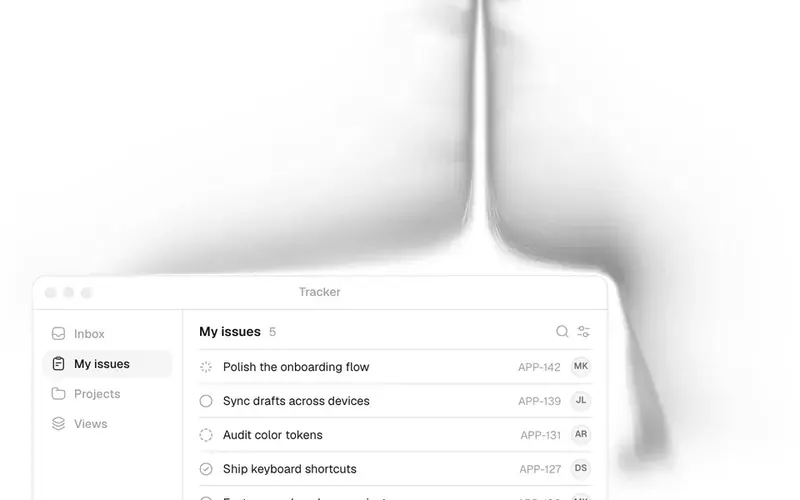 Tracker
Inbox
My issues
Projects
Views
My issues 5
Polish the onboarding flow APP-142 MK
Sync drafts across devices APP-139 JL
Audit color tokens APP-131 AR
Ship keyboard shortcuts APP-127 DS